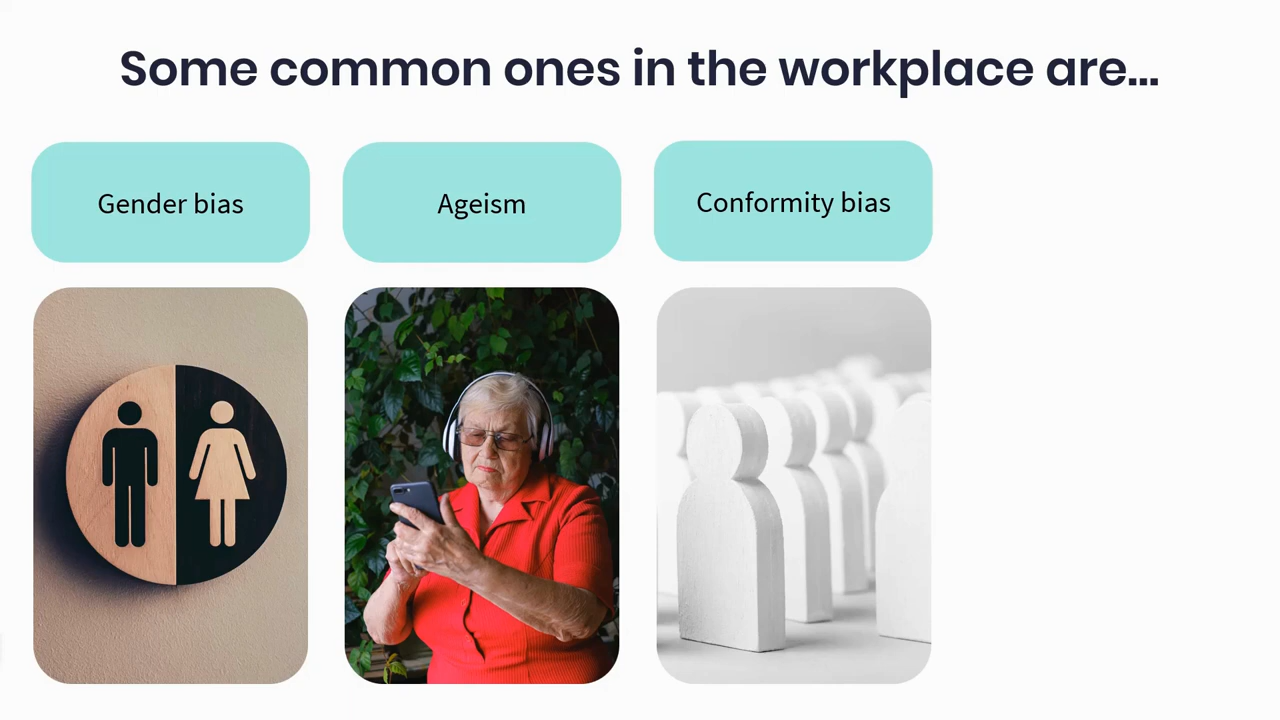 Some common ones in the workplace are...
Gender bias
Ageism
Conformity bias